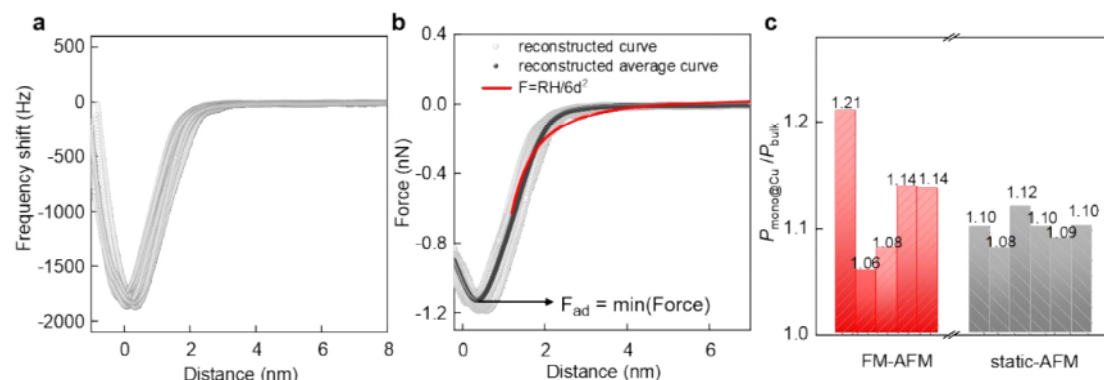 a
500
0
-500
-1000
-1500
-2000
Frequency shift (Hz)
0 2 4 6 8
Distance (nm)
b
0.4
0.0
-0.4
-0.8
-1.2
Force (nN)
reconstructed curve
reconstructed average curve
F=RH/6d²
F_ad = min(Force)
0 2 4 6
Distance (nm)
c
1.2
1.1
1.0
P_mono@Cu /P_bulk
1.21
1.06
1.08
1.14
1.14
1.10
1.08
1.12
1.10
1.09
1.10
FM-AFM
static-AFM